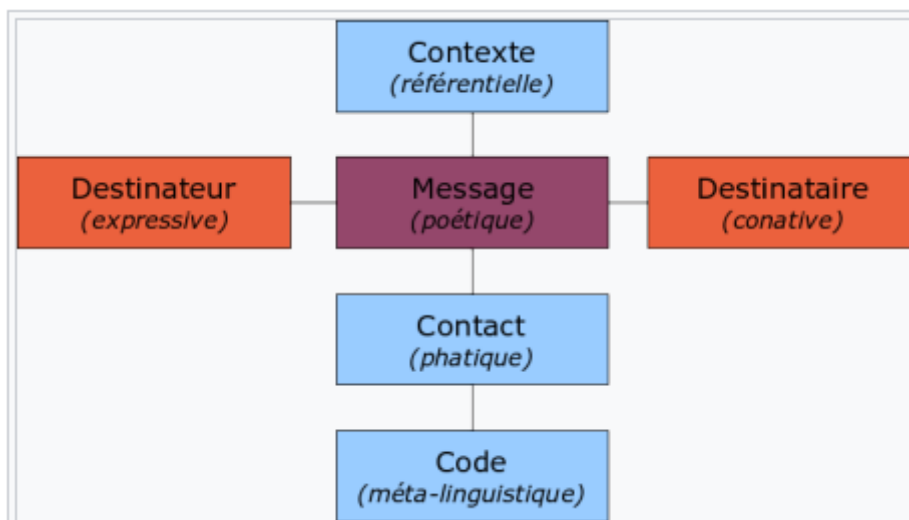 Contexte
(référentielle)
Destinateur
(expressive)
Message
(poétique)
Destinataire
(conative)
Contact
(phatique)
Code
(méta-linguistique)